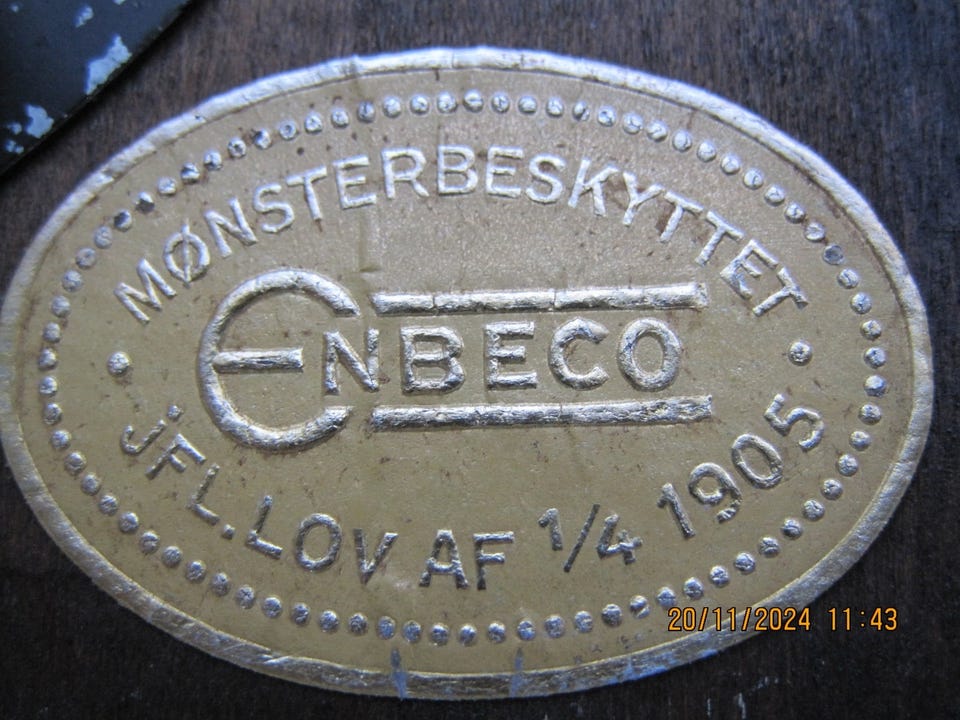 MØNSTERBESKYTTET
ENBECO
JFL. LOV AF 1/4 1905
20/11/2024 11:43